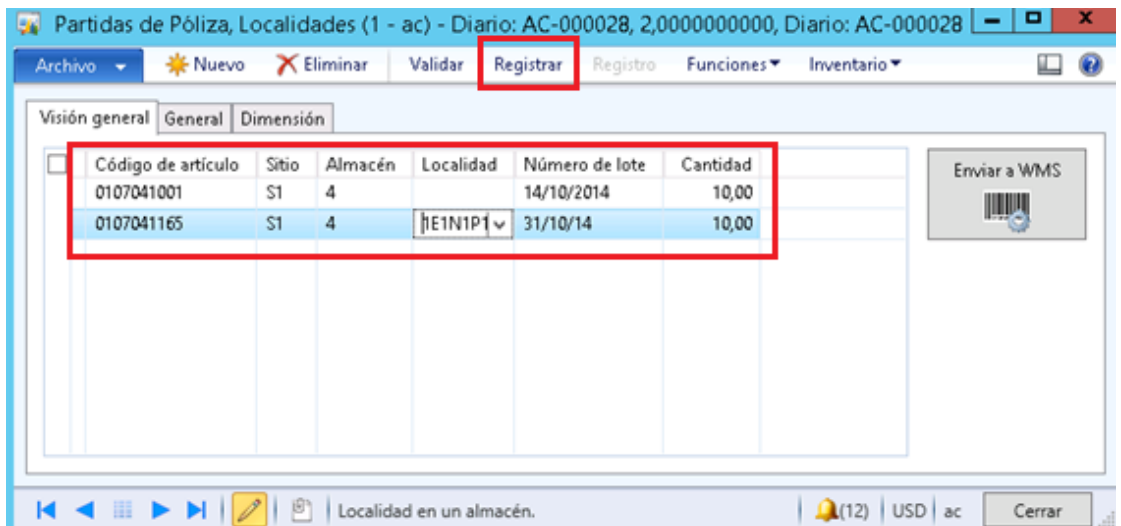 Partidas de Póliza, Localidades (1 - ac) - Diario: AC-000028, 2,0000000000, Diario: AC-000028
Archivo Nuevo Eliminar Validar Registrar Registro Funciones Inventario
Visión general General Dimensión
Código de artículo Sitio Almacén Localidad Número de lote Cantidad
Enviar a WMS
0107041001 S1 4 14/10/2014 10,00
0107041165 S1 4 1E1N1P1 31/10/14 10,00
Localidad en un almacén. (12) USD ac Cerrar